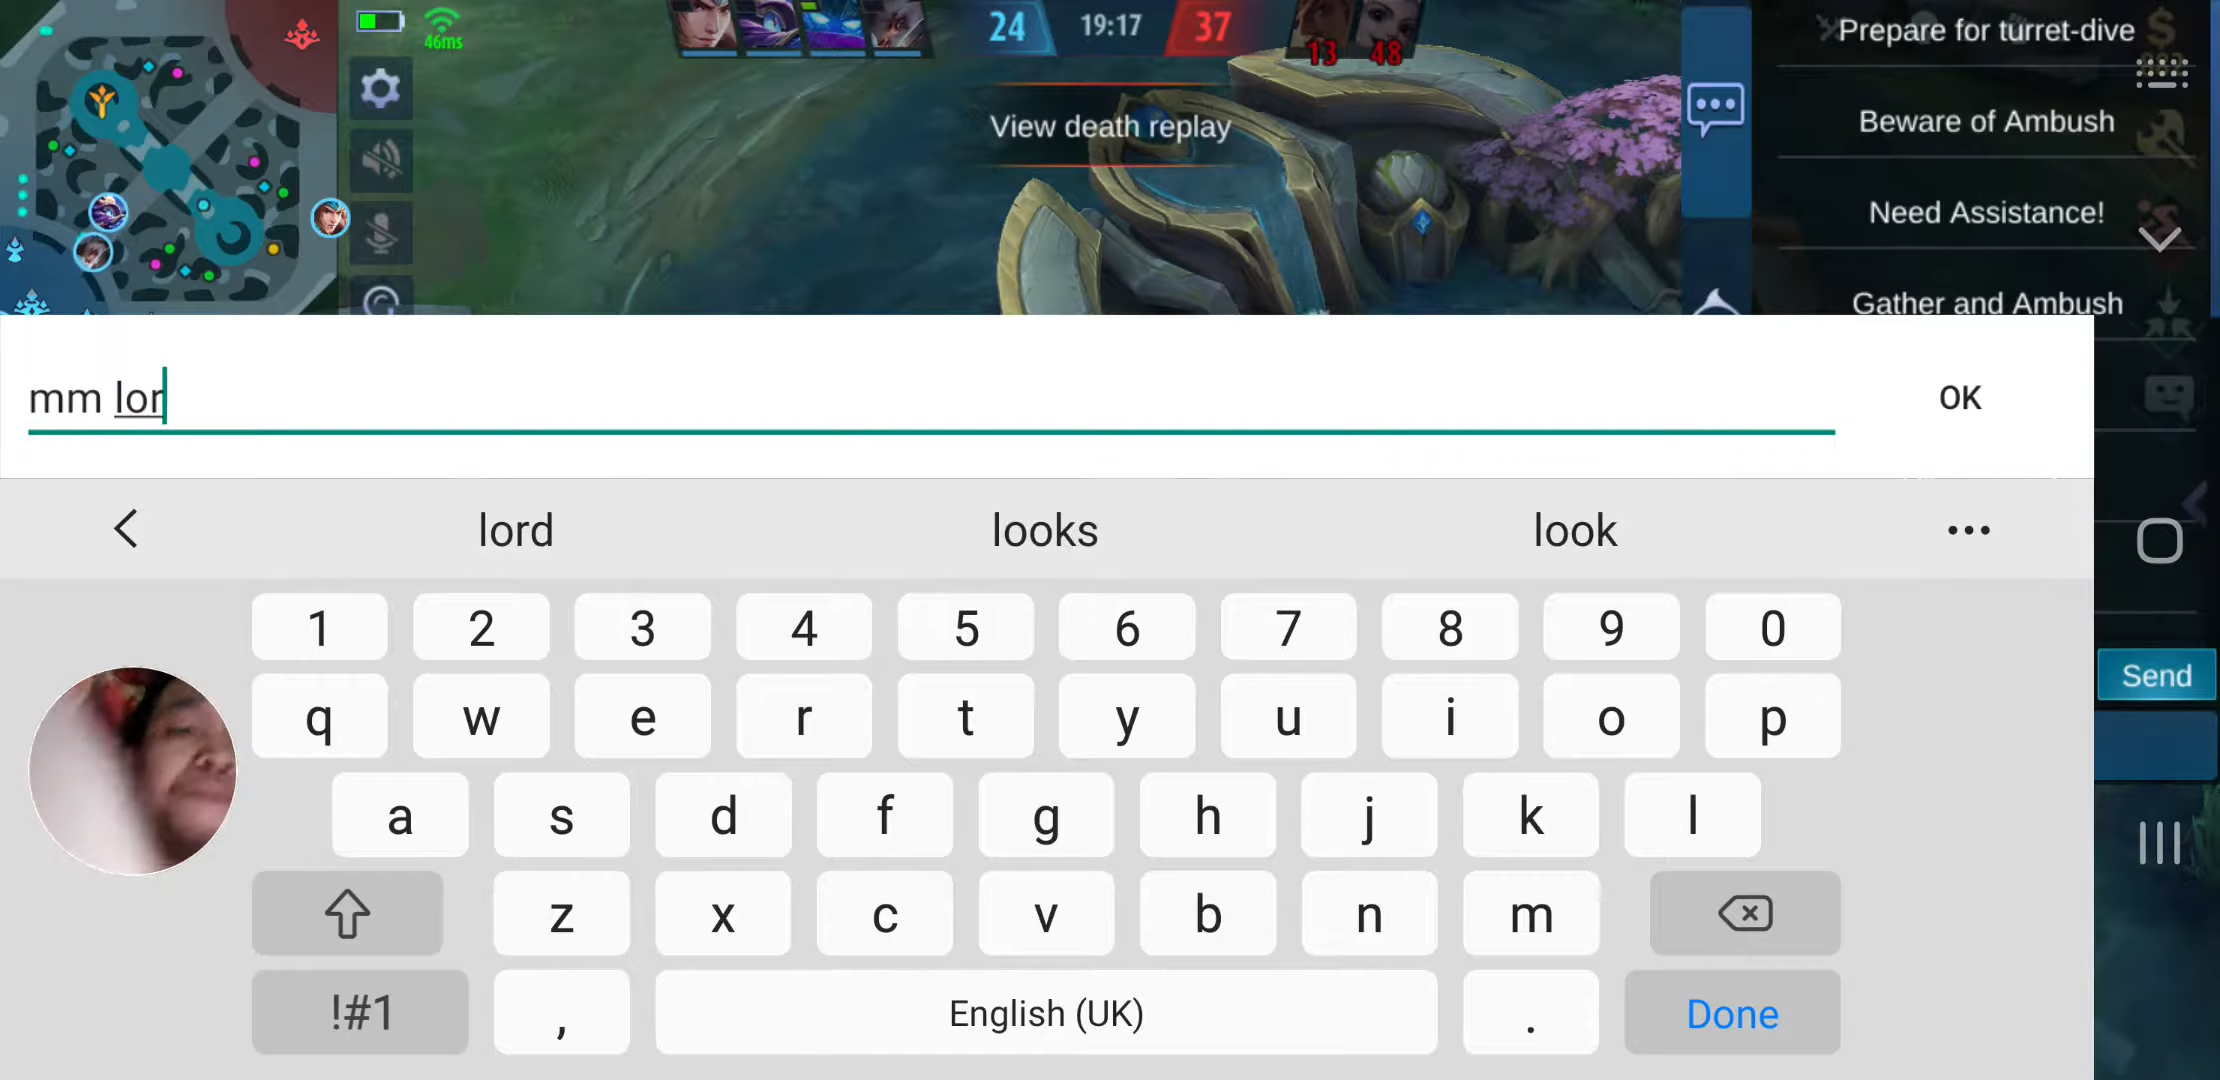 46ms
24 19:17 37
13 48
View death replay
Prepare for turret-dive
Beware of Ambush
Need Assistance!
Gather and Ambush
mm lor
OK
lord looks look
1 2 3 4 5 6 7 8 9 0
q w e r t y u i o p
a s d f g h j k l
z x c v b n m
!#1 , English (UK) . Done
Send